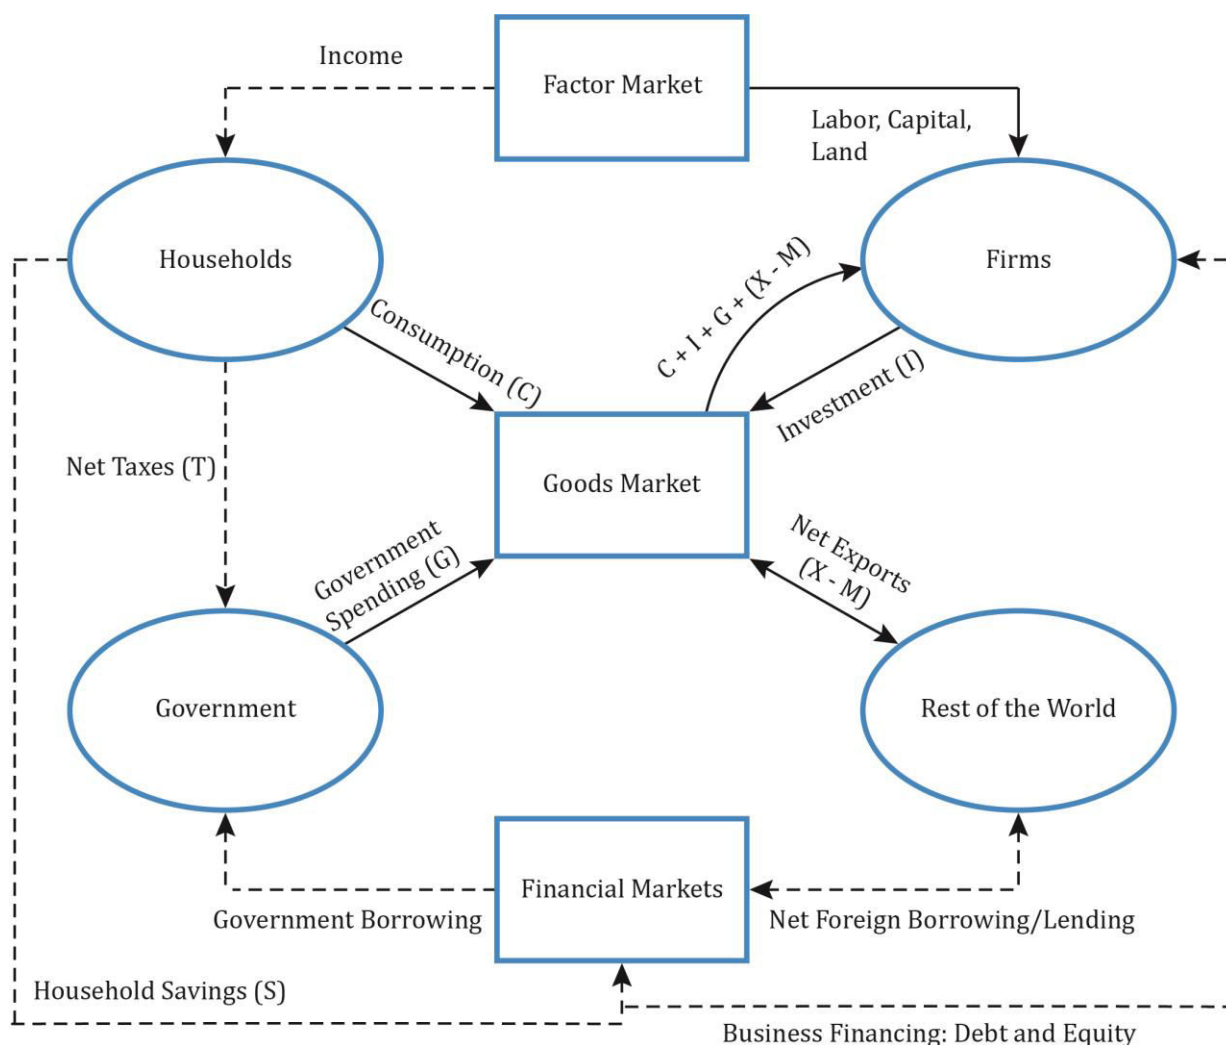 Income
Factor Market
Labor, Capital,
Land
Households
Firms
Consumption (C)
C + I + G + (X - M)
Investment (I)
Net Taxes (T)
Goods Market
Government
Spending (G)
Net Exports
(X - M)
Government
Rest of the World
Financial Markets
Government Borrowing
Net Foreign Borrowing/Lending
Household Savings (S)
Business Financing: Debt and Equity